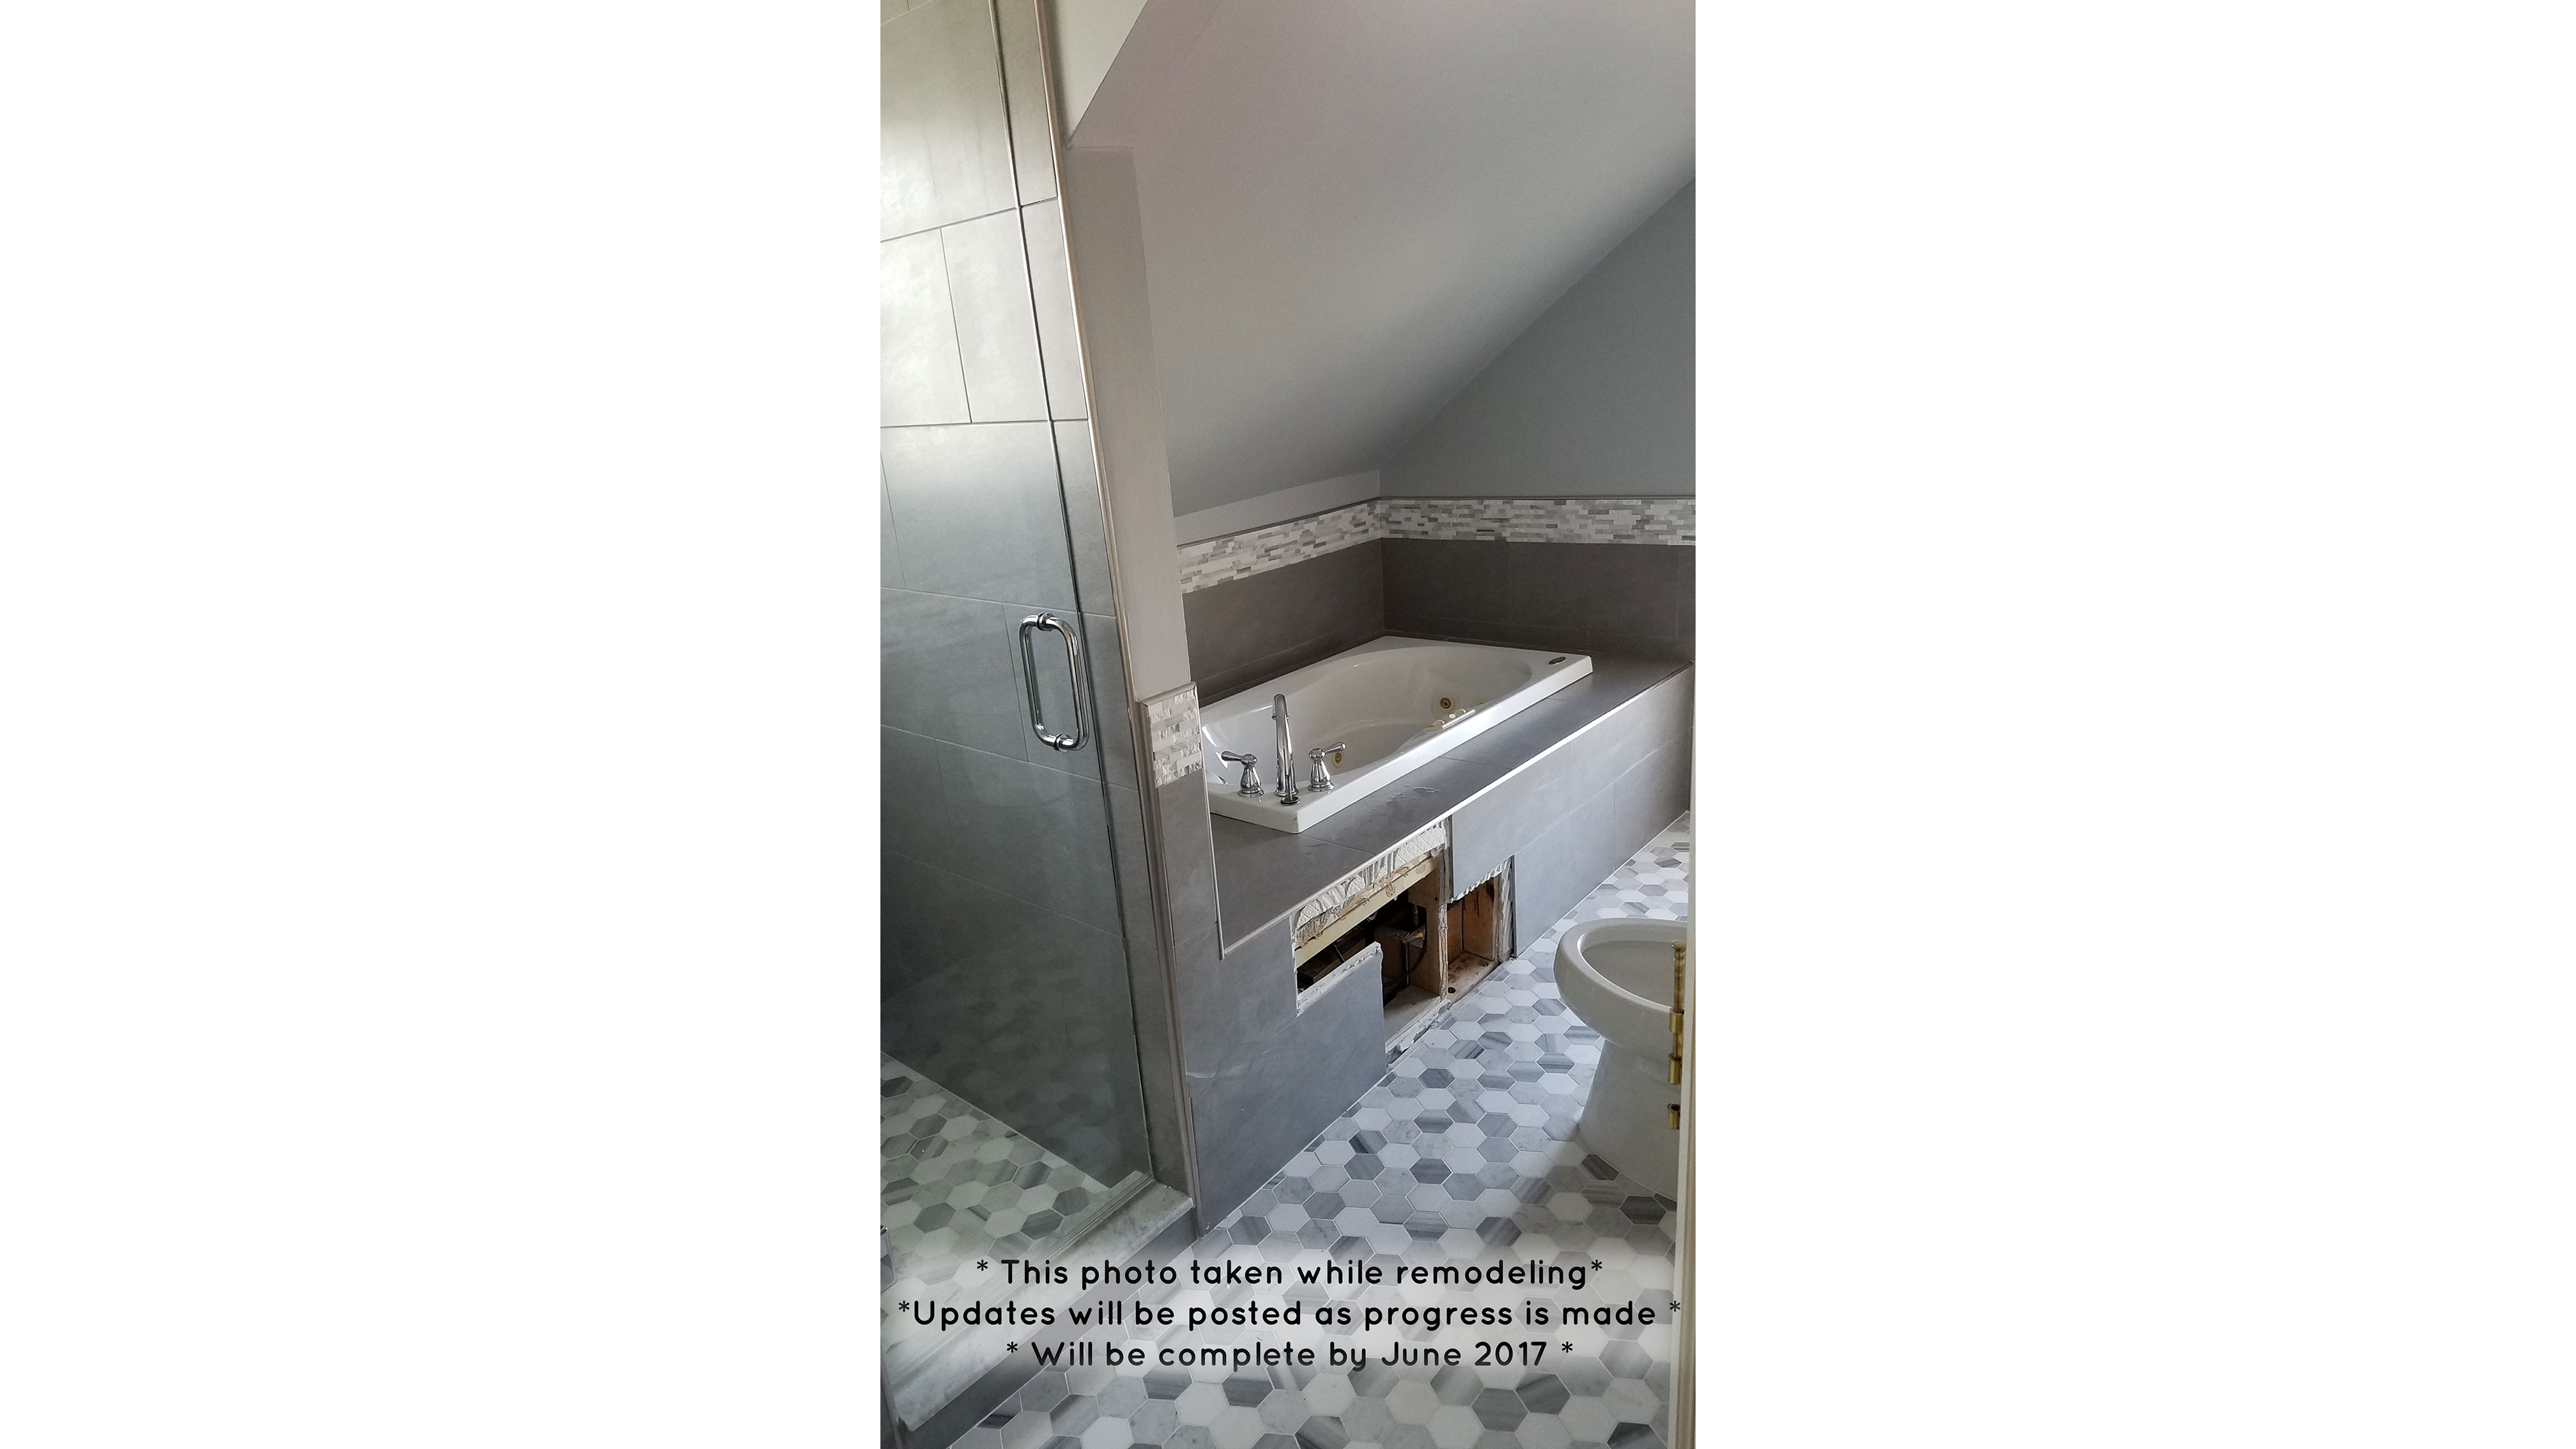 * This photo taken while remodeling*
*Updates will be posted as progress is made *
* Will be complete by June 2017 *